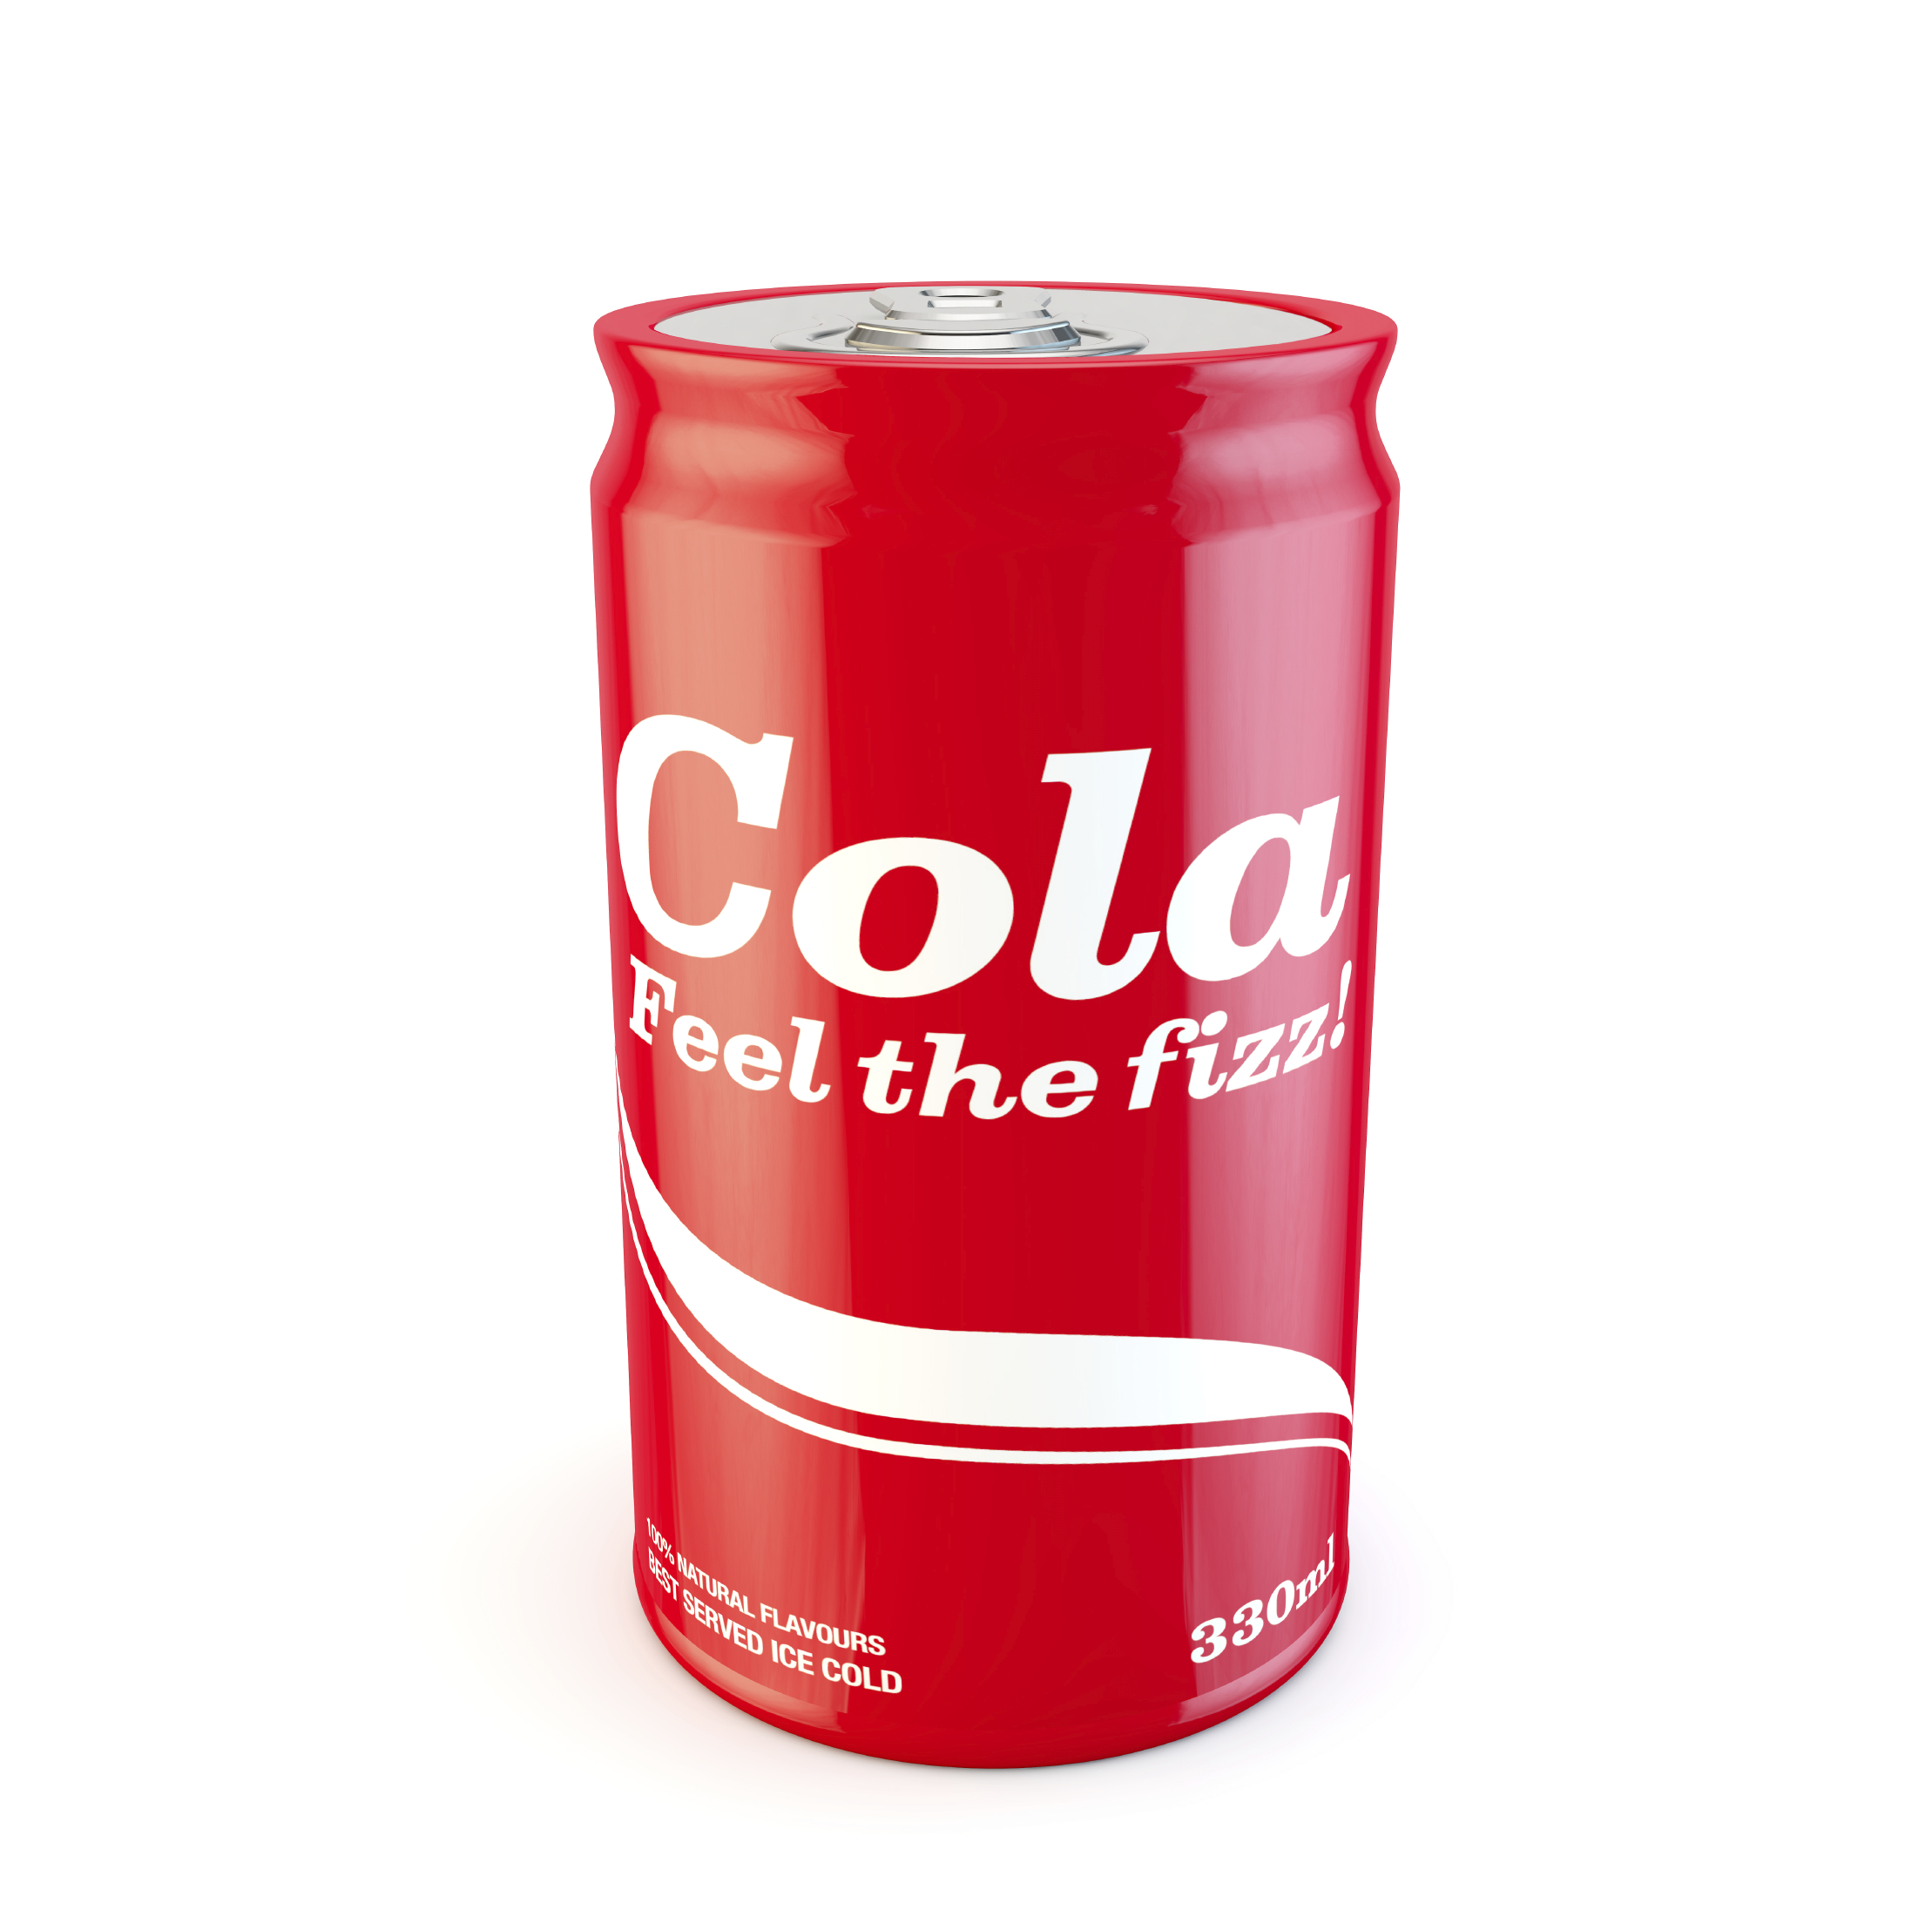 Cola
Feel the fizz!
100% NATURAL FLAVOURS
BEST SERVED ICE COLD
330ml